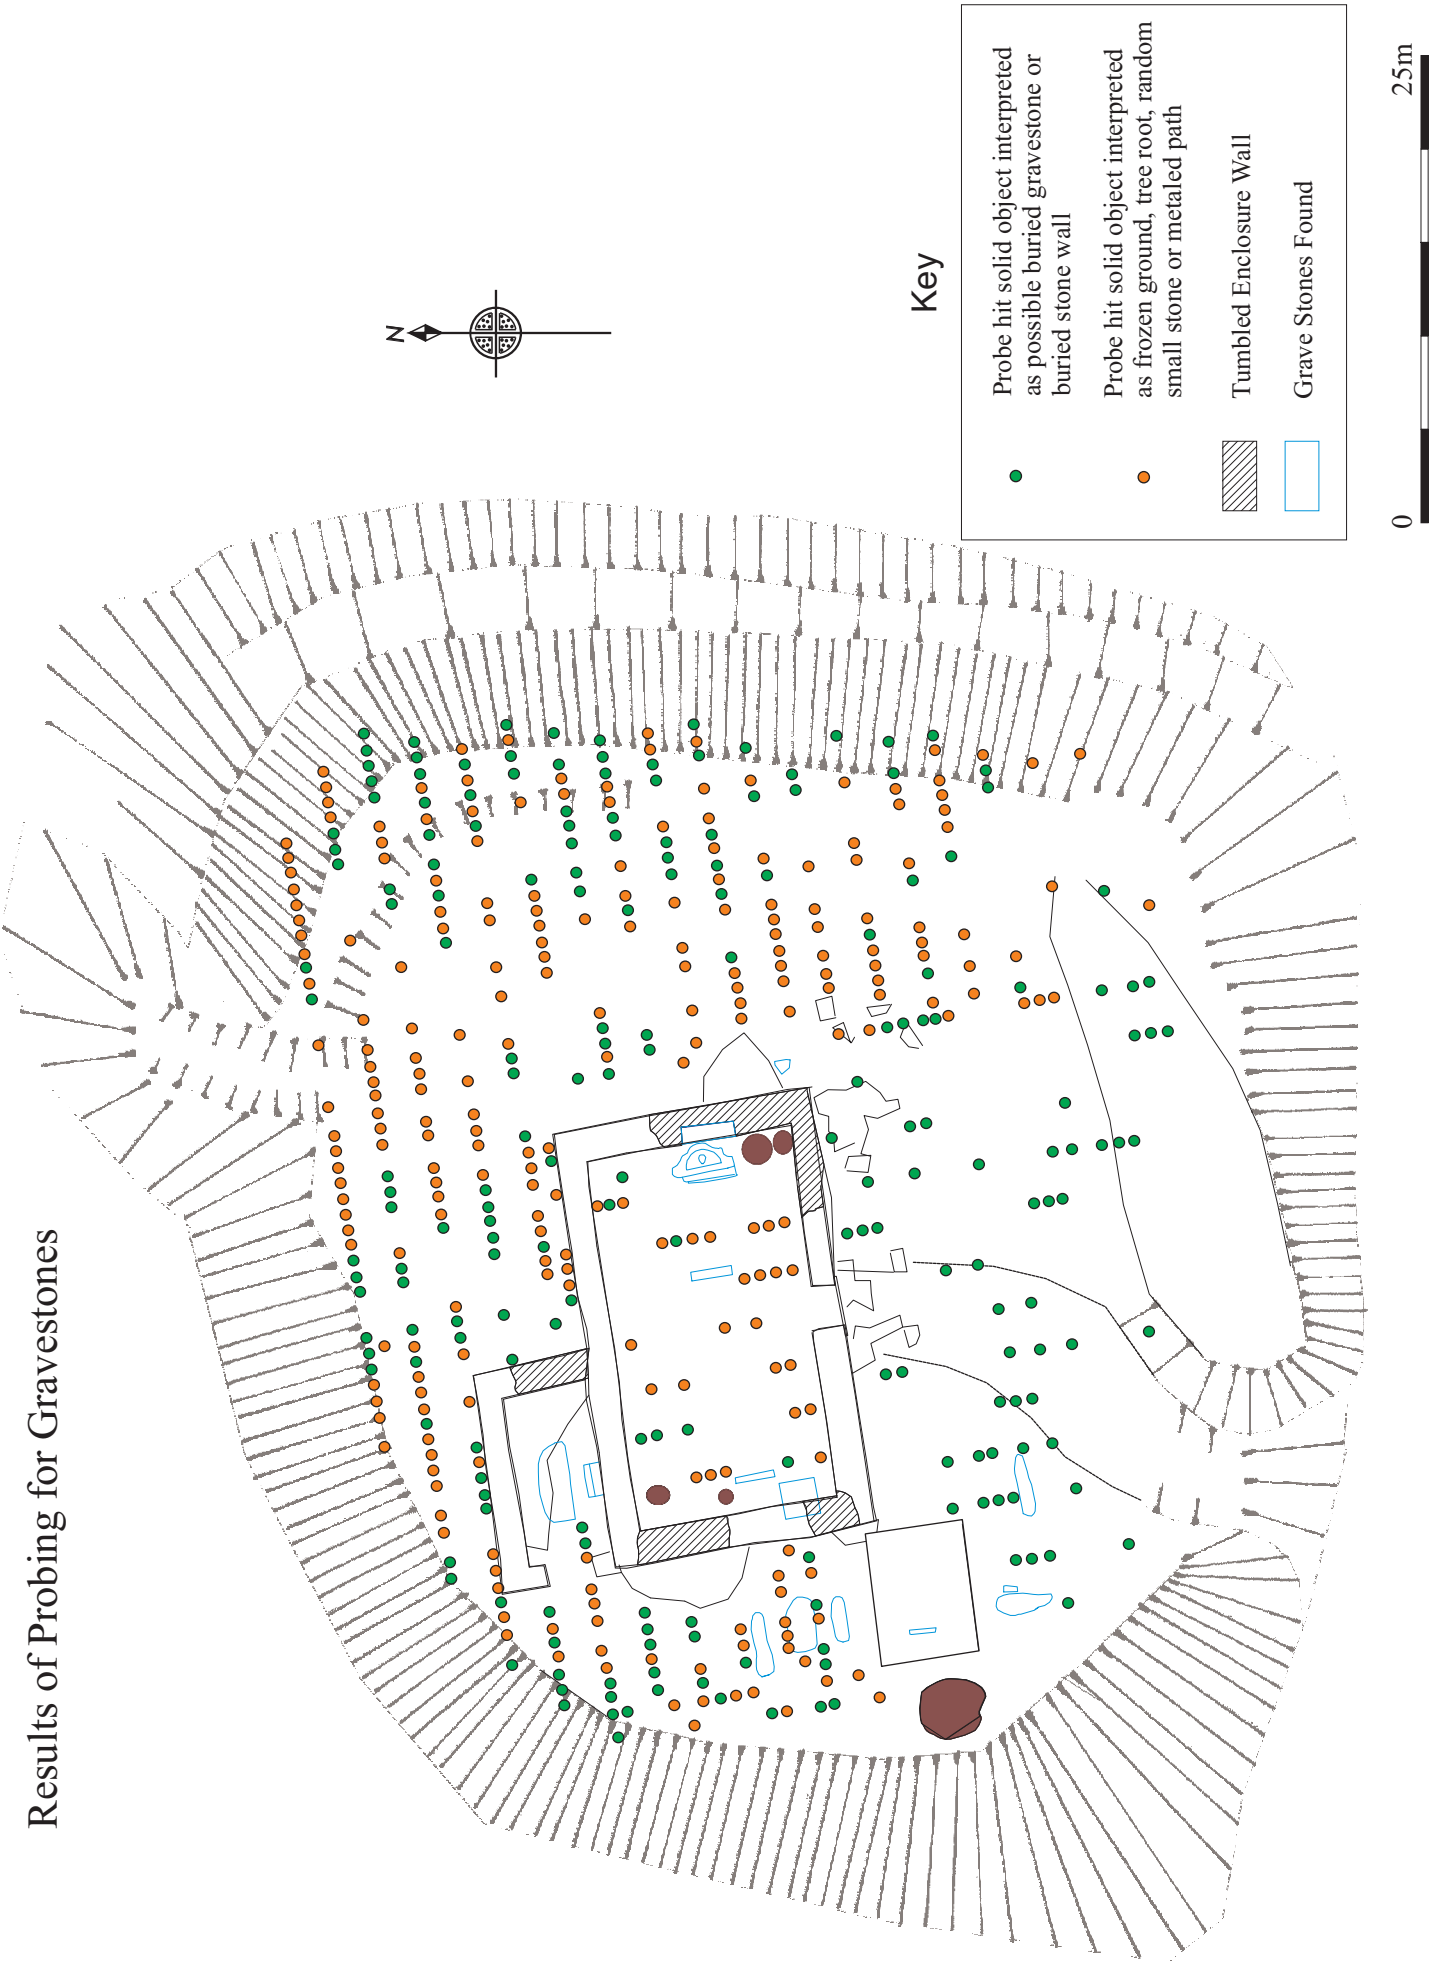 Results of Probing for Gravestones
N
Key
Probe hit solid object interpreted
as possible buried gravestone or
buried stone wall
Probe hit solid object interpreted
as frozen ground, tree root, random
small stone or metaled path
Tumbled Enclosure Wall
Grave Stones Found
0
25m